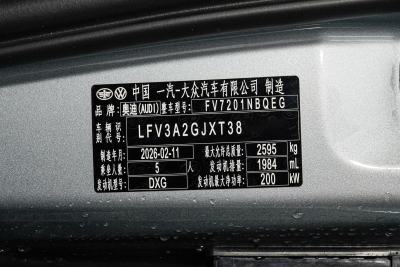 中国 一汽-大众汽车有限公司 制造
品牌: 奥迪(AUDI) 整车型号: FV7201NBQEG
车辆识别代号 LFV3A2GJXT38
制造年月 2026-02-11 最大允许总质量 2595 kg
乘坐人数 5 人 发动机排量 1984 mL
发动机型号 DXG 发动机最大净功率 200 kW